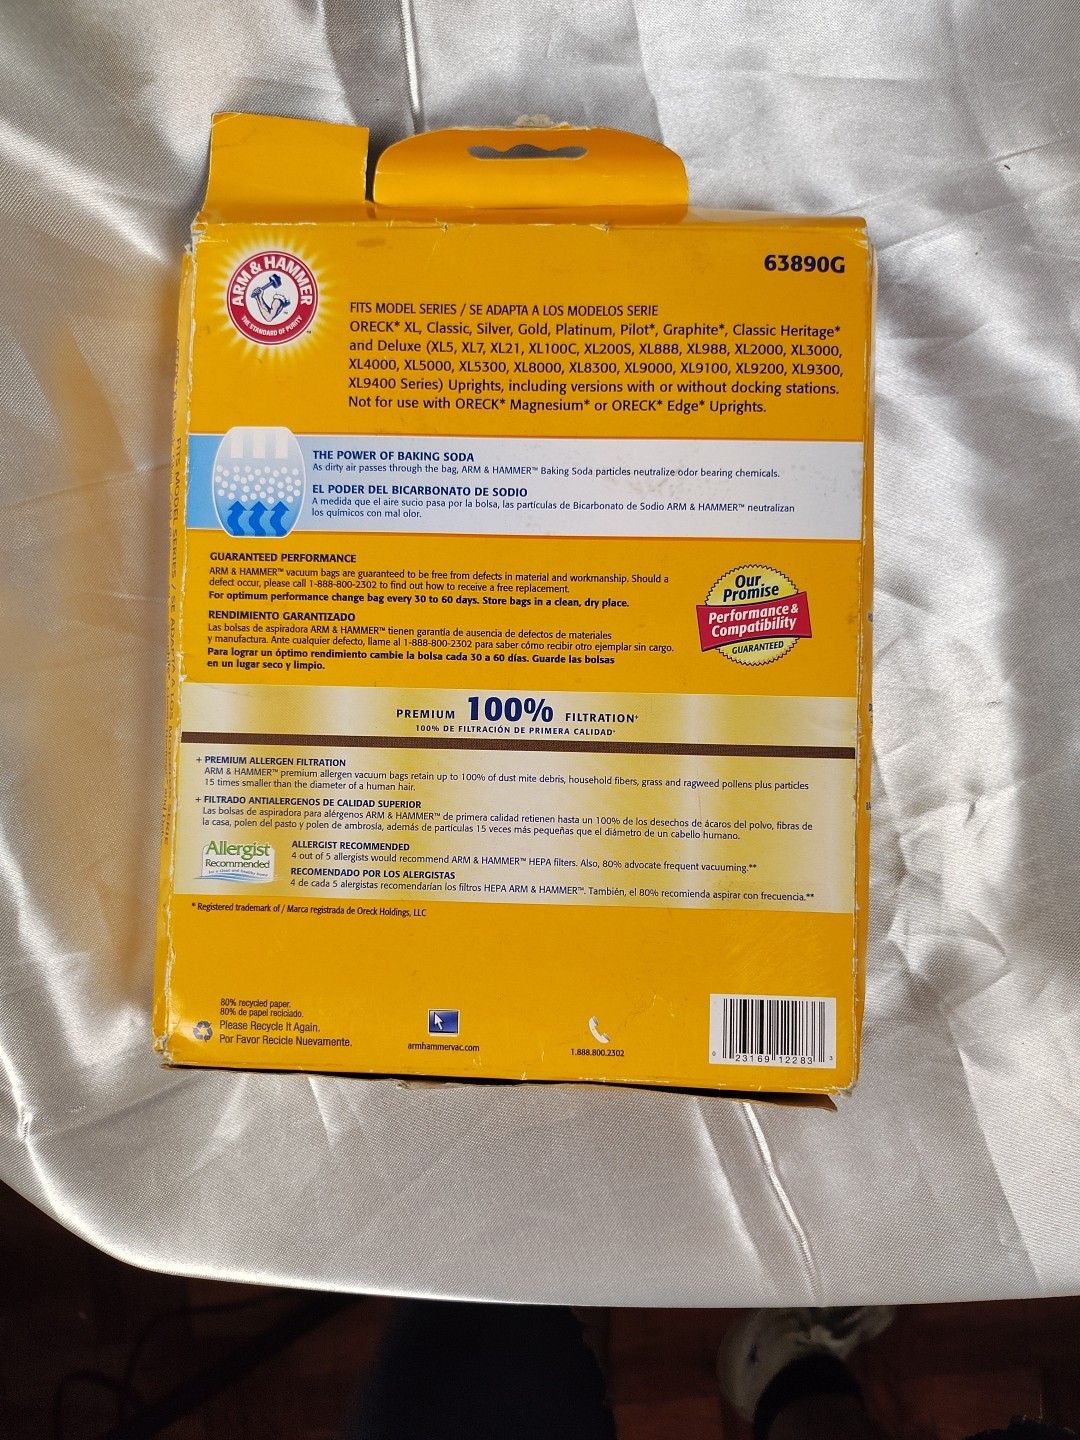 ARM & HAMMER
THE STANDARD OF PURITY
63890G
FITS MODEL SERIES / SE ADAPTA A LOS MODELOS SERIE
ORECK* XL, Classic, Silver, Gold, Platinum, Pilot*, Graphite*, Classic Heritage*
and Deluxe (XL5, XL7, XL21, XL100C, XL200S, XL888, XL988, XL2000, XL3000,
XL4000, XL5000, XL5300, XL8000, XL8300, XL9000, XL9100, XL9200, XL9300,
XL9400 Series) Uprights, including versions with or without docking stations.
Not for use with ORECK* Magnesium* or ORECK* Edge* Uprights.
THE POWER OF BAKING SODA
As dirty air passes through the bag, ARM & HAMMER™ Baking Soda particles neutralize odor bearing chemicals.
EL PODER DEL BICARBONATO DE SODIO
A medida que el aire sucio pasa por la bolsa, las partículas de Bicarbonato de Sodio ARM & HAMMER™ neutralizan
los químicos con mal olor.
GUARANTEED PERFORMANCE
ARM & HAMMER™ vacuum bags are guaranteed to be free from defects in material and workmanship. Should a
defect occur, please call 1-888-800-2302 to find out how to receive a free replacement.
For optimum performance change bag every 30 to 60 days. Store bags in a clean, dry place.
RENDIMIENTO GARANTIZADO
Las bolsas de aspiradora ARM & HAMMER™ tienen garantía de ausencia de defectos de materiales
y manufactura. Ante cualquier defecto, llame al 1-888-800-2302 para saber cómo recibir otro ejemplar sin cargo.
Para lograr un óptimo rendimiento cambie la bolsa cada 30 a 60 días. Guarde las bolsas
en un lugar seco y limpio.
Our
Promise
Performance &
Compatibility
GUARANTEED
PREMIUM 100% FILTRATION+
100% DE FILTRACIÓN DE PRIMERA CALIDAD+
+ PREMIUM ALLERGEN FILTRATION
ARM & HAMMER™ premium allergen vacuum bags retain up to 100% of dust mite debris, household fibers, grass and ragweed pollens plus particles
15 times smaller than the diameter of a human hair.
+ FILTRADO ANTIALERGENOS DE CALIDAD SUPERIOR
Las bolsas de aspiradora para alérgenos ARM & HAMMER™ de primera calidad retienen hasta un 100% de los desechos de ácaros del polvo, fibras de
la casa, polen del pasto y polen de ambrosía, además de partículas 15 veces más pequeñas que el diámetro de un cabello humano.
Allergist
Recommended
for a clean and healthy home
ALLERGIST RECOMMENDED
4 out of 5 allergists would recommend ARM & HAMMER™ HEPA filters. Also, 80% advocate frequent vacuuming.**
RECOMENDADO POR LOS ALERGISTAS
4 de cada 5 alergistas recomendarían los filtros HEPA ARM & HAMMER™. También, el 80% recomienda aspirar con frecuencia.**
* Registered trademark of / Marca registrada de Oreck Holdings, LLC
80% recycled paper.
80% de papel reciclado.
Please Recycle It Again.
Por Favor Recicle Nuevamente.
armhammervac.com
1.888.800.2302
0 23169 12283 3
FITS MODEL SERIES /